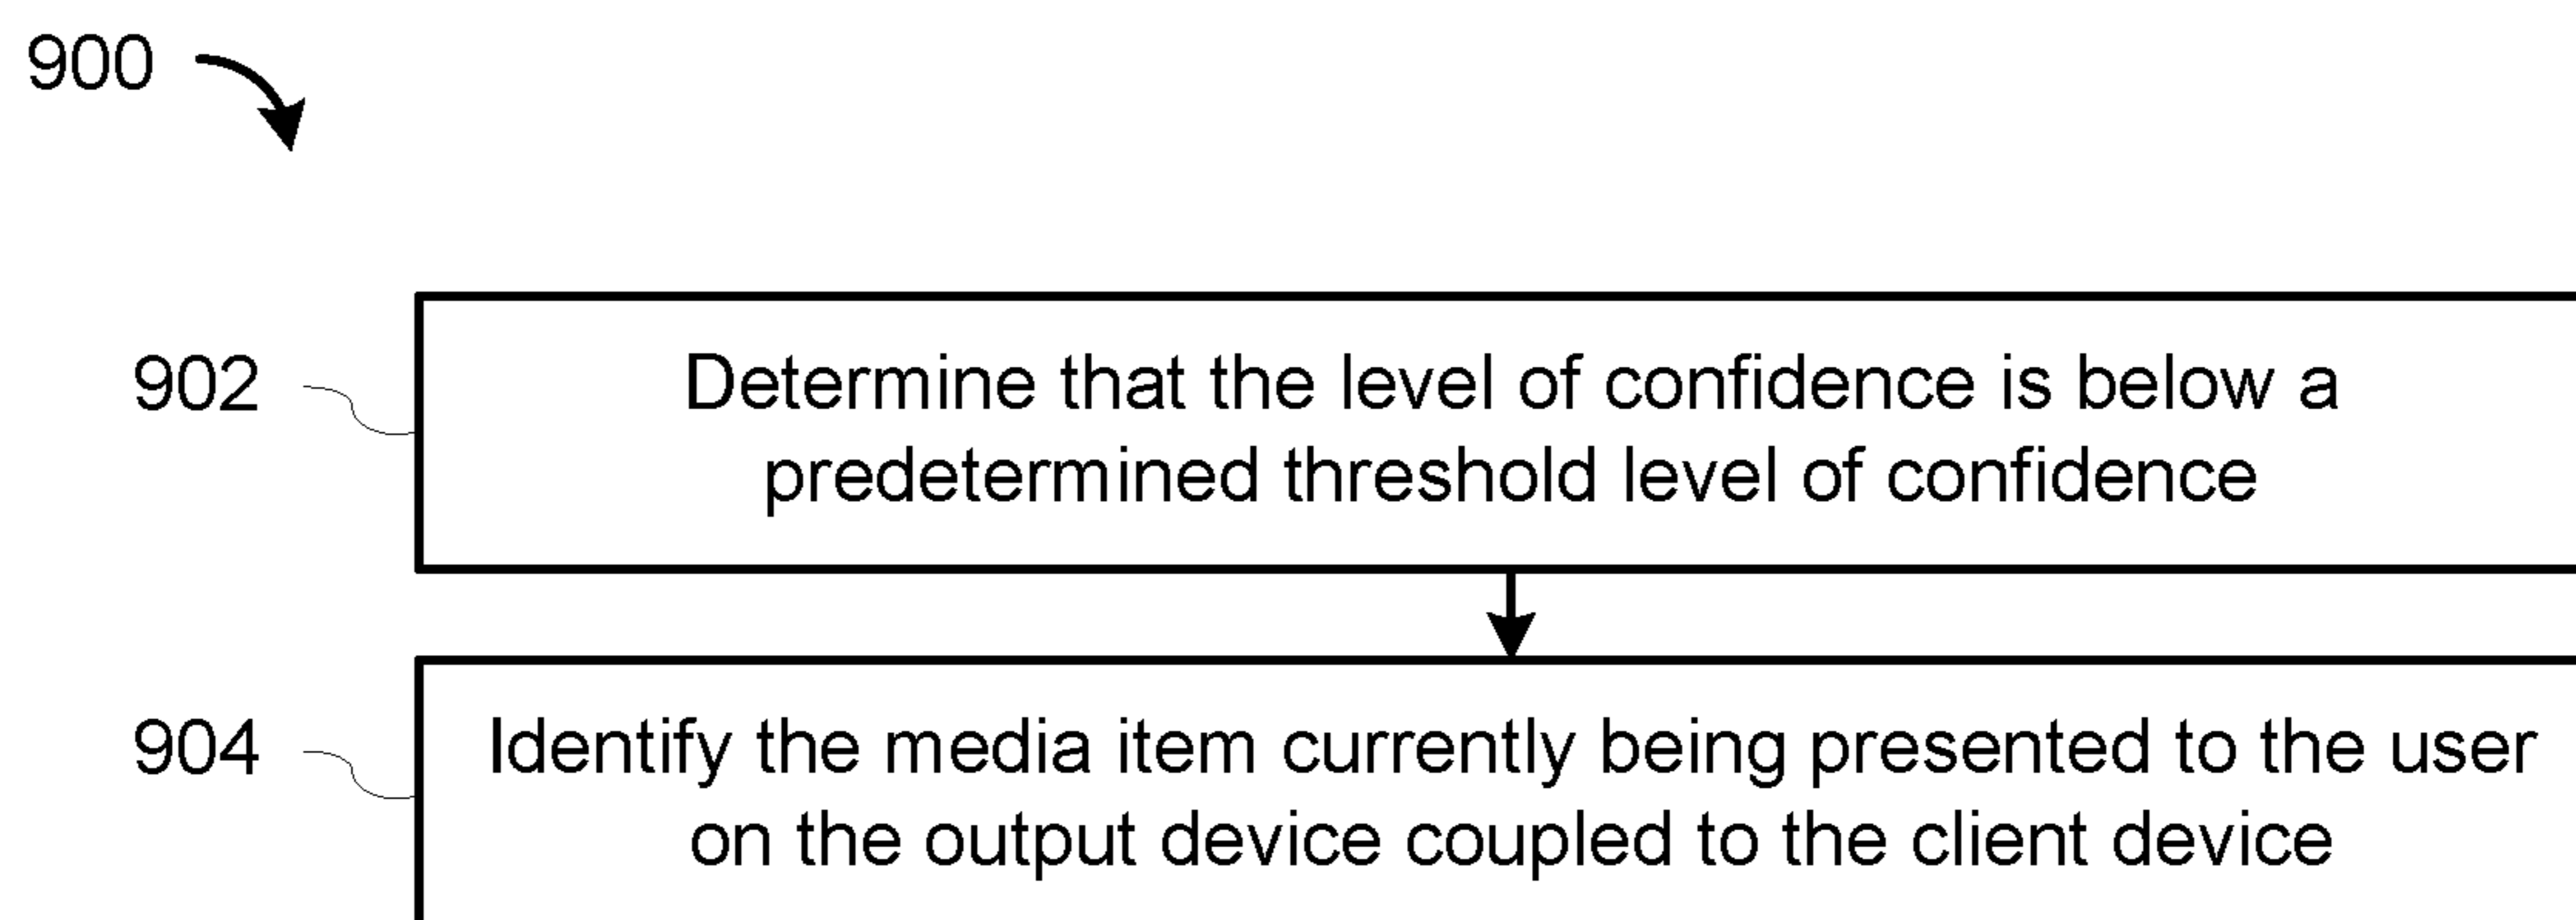 900
902
Determine that the level of confidence is below a
predetermined threshold level of confidence
904
Identify the media item currently being presented to the user
on the output device coupled to the client device